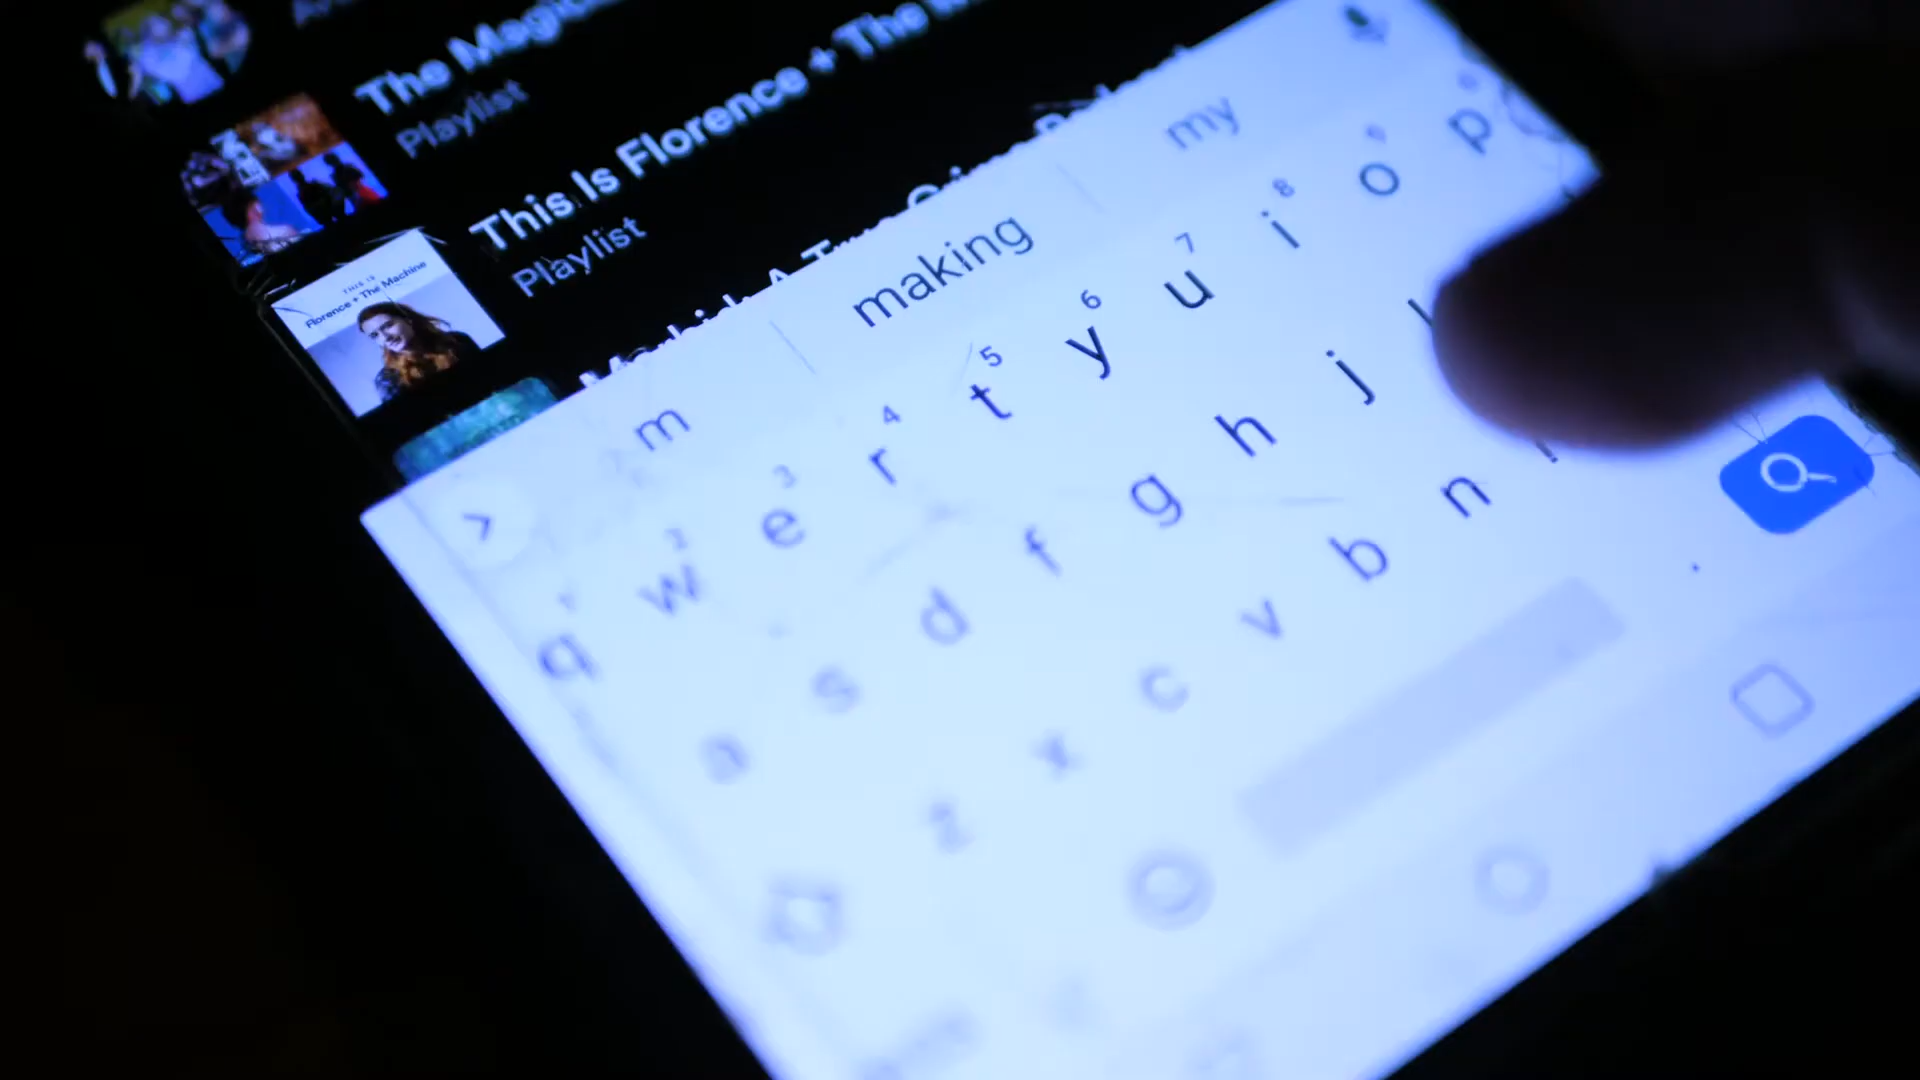 The
Playlist
This Is Florence + The
Playlist
THIS IS
Florence + The Machine
m making my
q w e r t y u i o p
3 4 5 6 7 8
a s d f g h j
z x c v b n